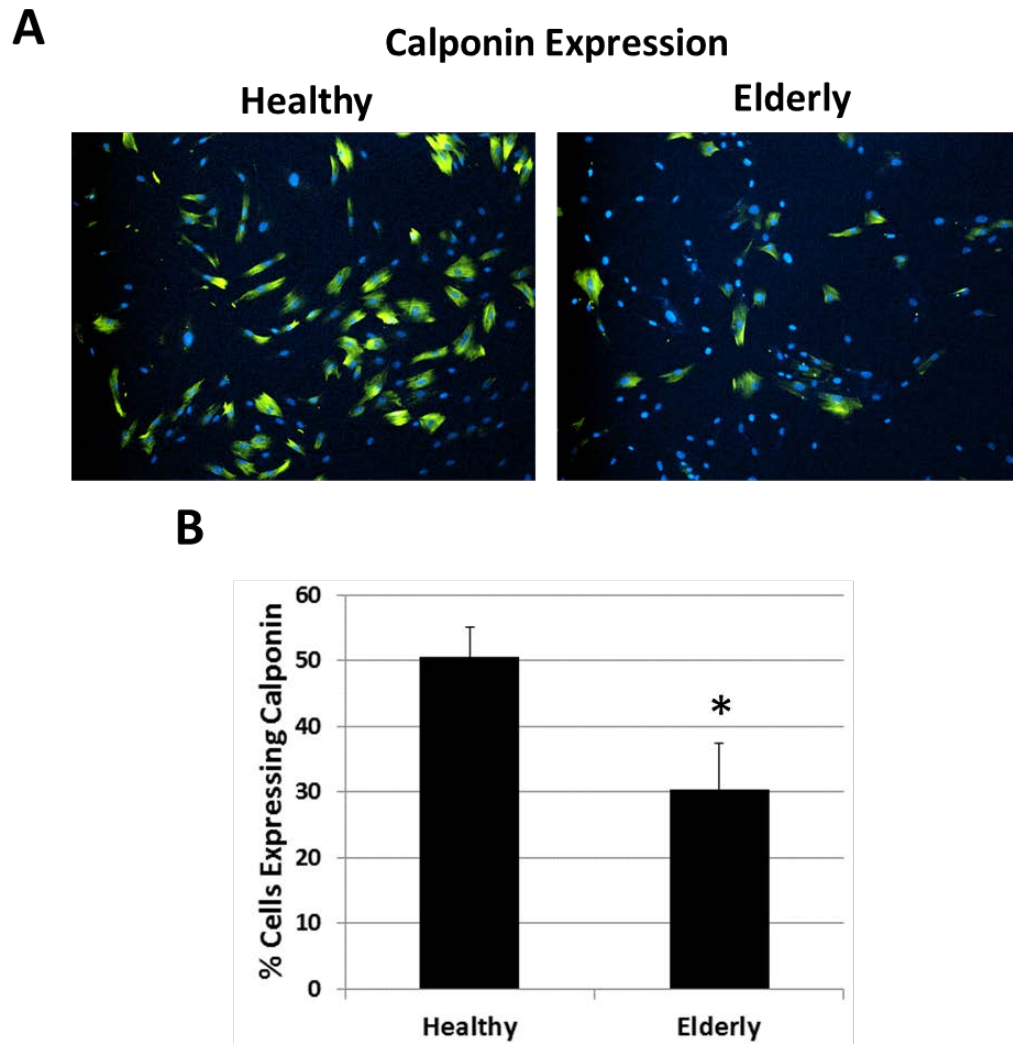 A
Calponin Expression
Healthy Elderly
B
% Cells Expressing Calponin
60
50
40
30
20
10
0
*
Healthy Elderly